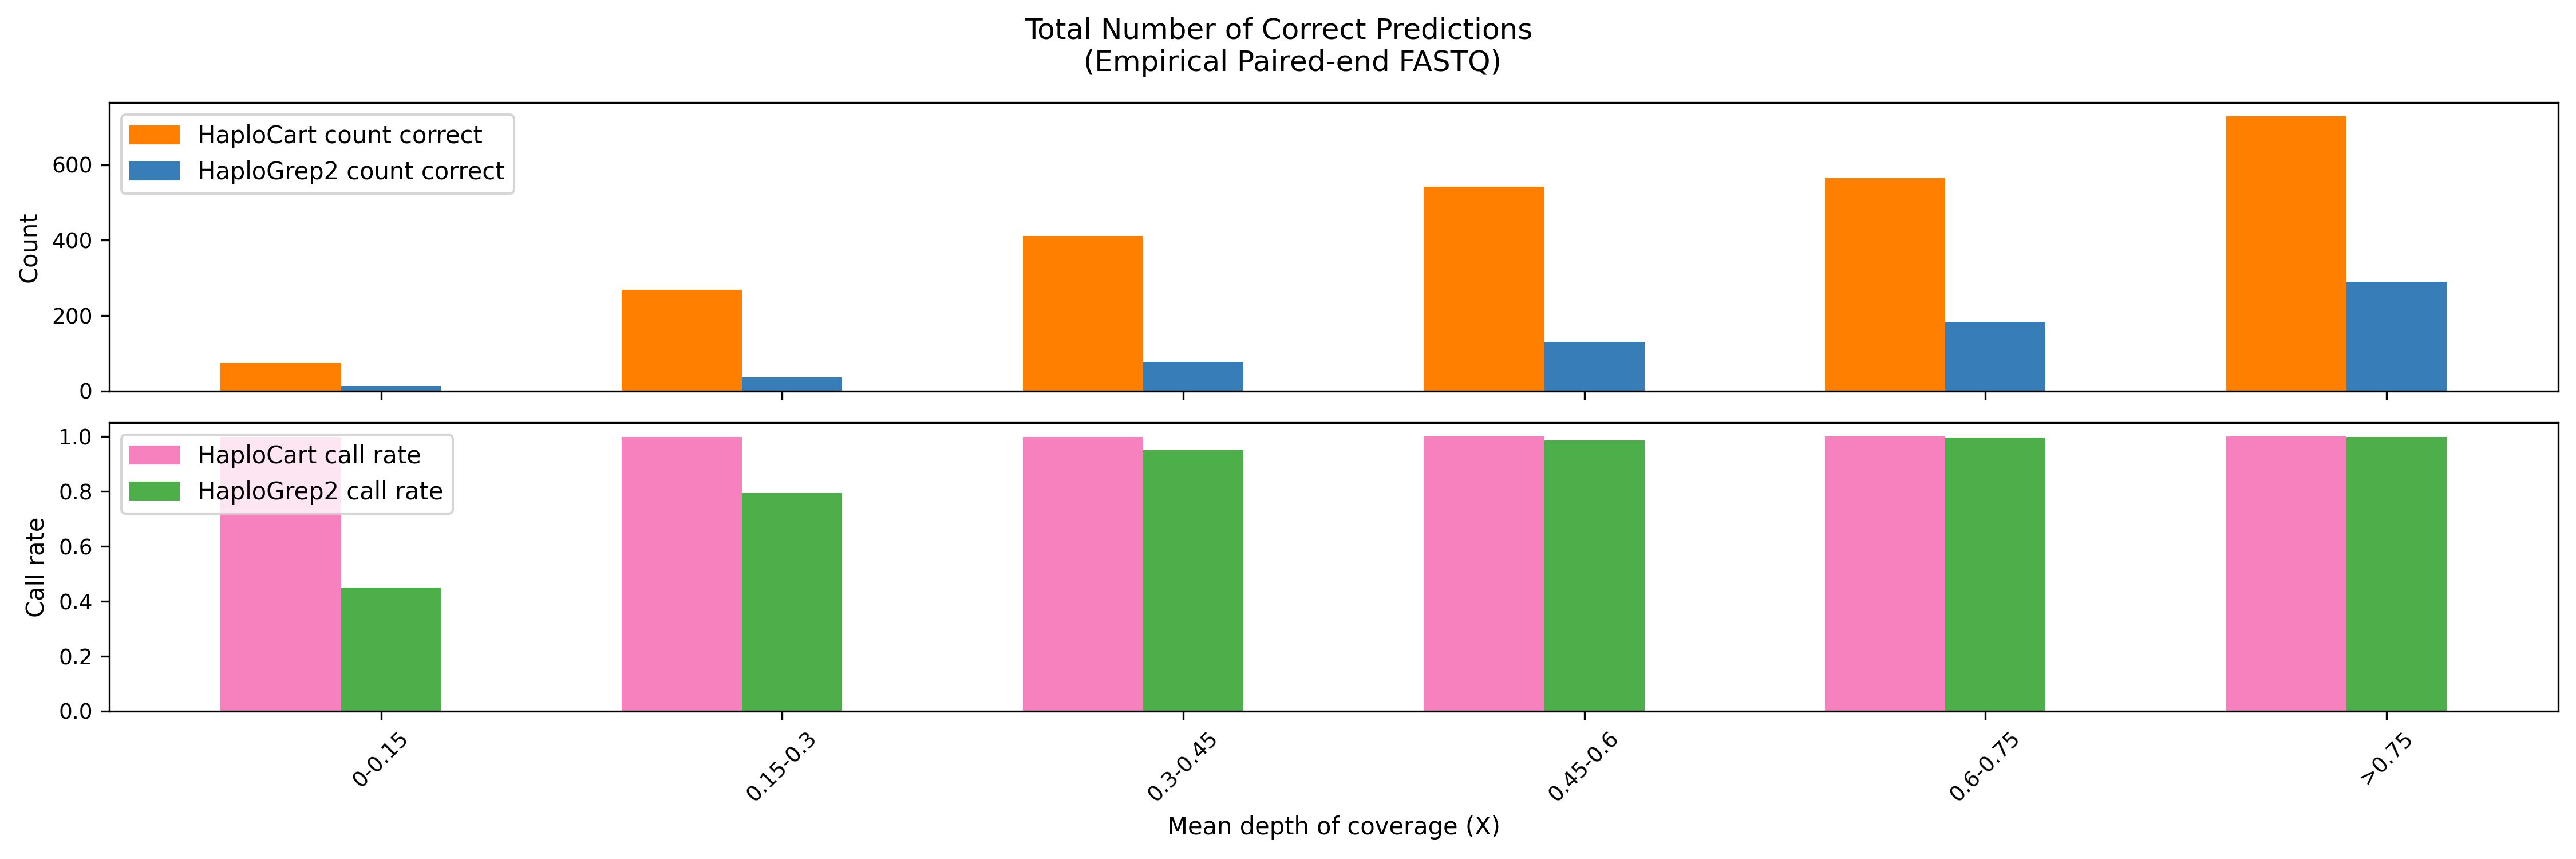 Total Number of Correct Predictions
(Empirical Paired-end FASTQ)
HaploCart count correct
HaploGrep2 count correct
Count
600
400
200
0
HaploCart call rate
HaploGrep2 call rate
Call rate
1.0
0.8
0.6
0.4
0.2
0.0
0-0.15
0.15-0.3
0.3-0.45
0.45-0.6
0.6-0.75
>0.75
Mean depth of coverage (X)